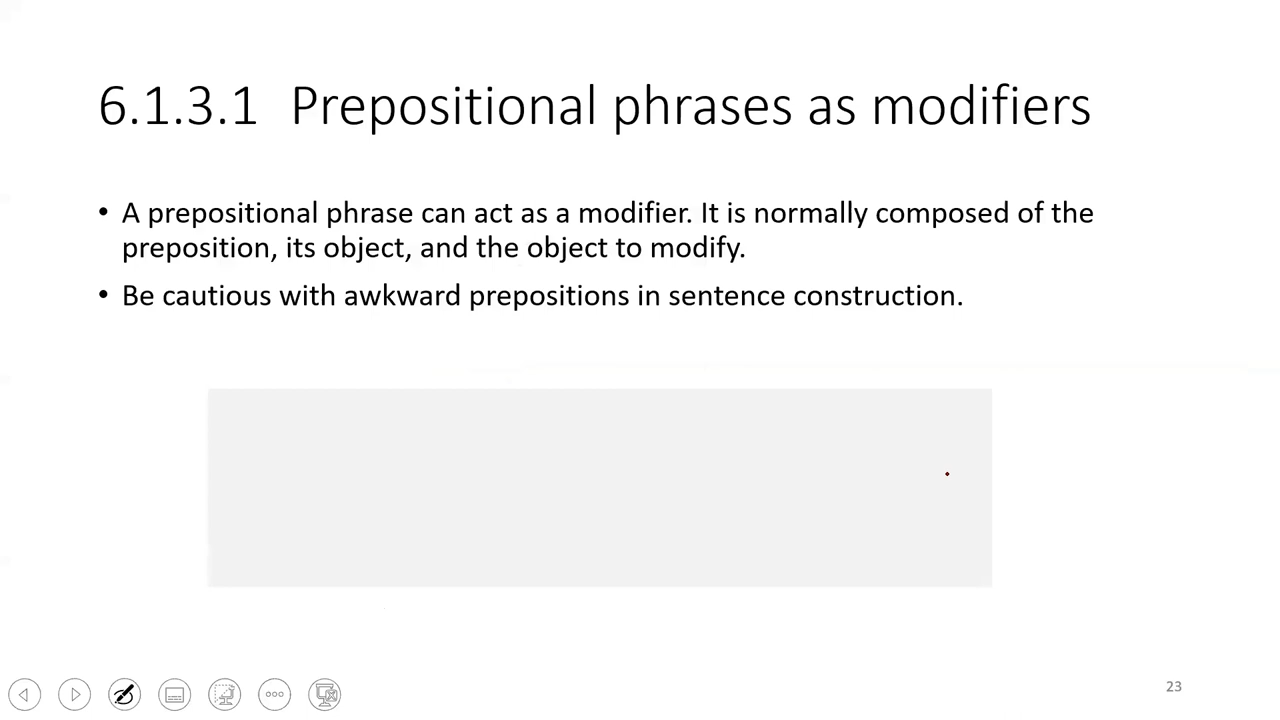 6.1.3.1 Prepositional phrases as modifiers
• A prepositional phrase can act as a modifier. It is normally composed of the
preposition, its object, and the object to modify.
• Be cautious with awkward prepositions in sentence construction.
23